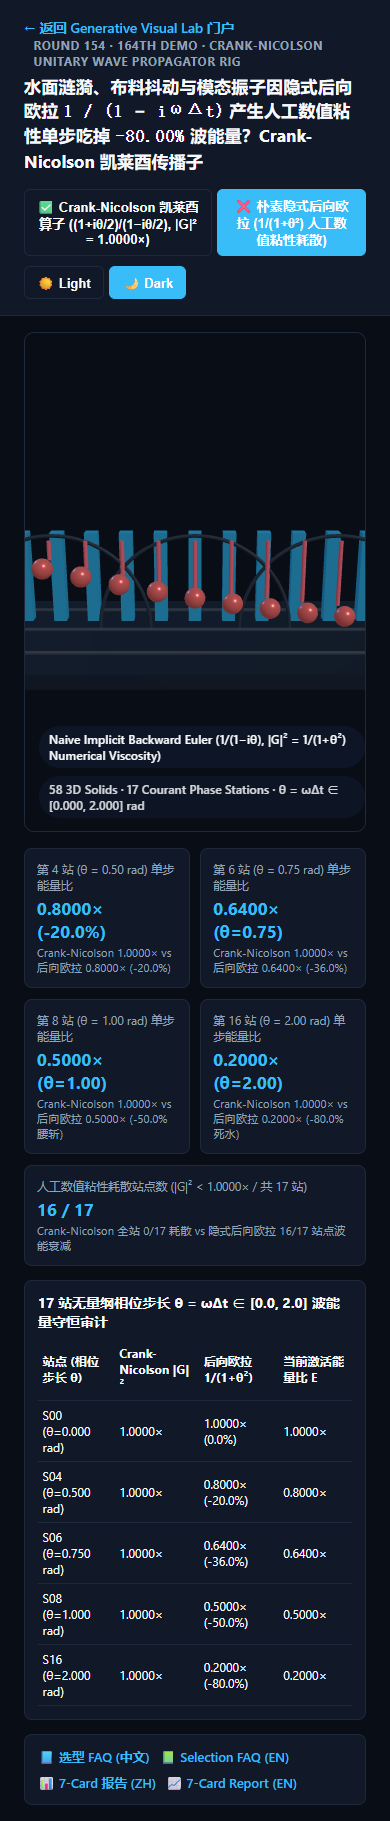 ← 返回 Generative Visual Lab 门户
ROUND 154 · 164TH DEMO · CRANK-NICOLSON
UNITARY WAVE PROPAGATOR RIG
水面涟漪、布料抖动与模态振子因隐式后向
欧拉 1 / (1 − iωΔt) 产生人工数值粘
性单步吃掉 -80.00% 波能量？Crank-
Nicolson 凯莱酉传播子
✅ Crank-Nicolson 凯莱酉
算子 ((1+iθ/2)/(1−iθ/2), |G|²
= 1.0000×)
❌ 朴素隐式后向欧
拉 (1/(1+θ²) 人工数
值粘性耗散)
☀️ Light
🌙 Dark
Naive Implicit Backward Euler (1/(1−iθ), |G|² = 1/(1+θ²)
Numerical Viscosity)
58 3D Solids · 17 Courant Phase Stations · θ = ωΔt ∈
[0.000, 2.000] rad
第 4 站 (θ = 0.50 rad) 单步
能量比
0.8000×
(-20.0%)
Crank-Nicolson 1.0000× vs
后向欧拉 0.8000× (-20.0%)
第 6 站 (θ = 0.75 rad) 单步
能量比
0.6400×
(θ=0.75)
Crank-Nicolson 1.0000× vs
后向欧拉 0.6400× (-36.0%)
第 8 站 (θ = 1.00 rad) 单步
能量比
0.5000×
(θ=1.00)
Crank-Nicolson 1.0000× vs
后向欧拉 0.5000× (-50.0%
腰斩)
第 16 站 (θ = 2.00 rad) 单
步能量比
0.2000×
(θ=2.00)
Crank-Nicolson 1.0000× vs
后向欧拉 0.2000× (-80.0%
死水)
人工数值粘性耗散站点数 (|G|² < 1.0000× / 共 17 站)
16 / 17
Crank-Nicolson 全站 0/17 耗散 vs 隐式后向欧拉 16/17 站点波
能衰减
17 站无量纲相位步长 θ = ωΔt ∈ [0.0, 2.0] 波能
量守恒审计
站点 (相位
步长 θ)
Crank-
Nicolson |G|
²
后向欧拉
1/(1+θ²)
当前激活能
量比 E
S00
(θ=0.000
rad)
1.0000×
1.0000×
(0.0%)
1.0000×
S04
(θ=0.500
rad)
1.0000×
0.8000×
(-20.0%)
0.8000×
S06
(θ=0.750
rad)
1.0000×
0.6400×
(-36.0%)
0.6400×
S08
(θ=1.000
rad)
1.0000×
0.5000×
(-50.0%)
0.5000×
S16
(θ=2.000
rad)
1.0000×
0.2000×
(-80.0%)
0.2000×
📘 选型 FAQ (中文)
📗 Selection FAQ (EN)
📊 7-Card 报告 (ZH)
📈 7-Card Report (EN)